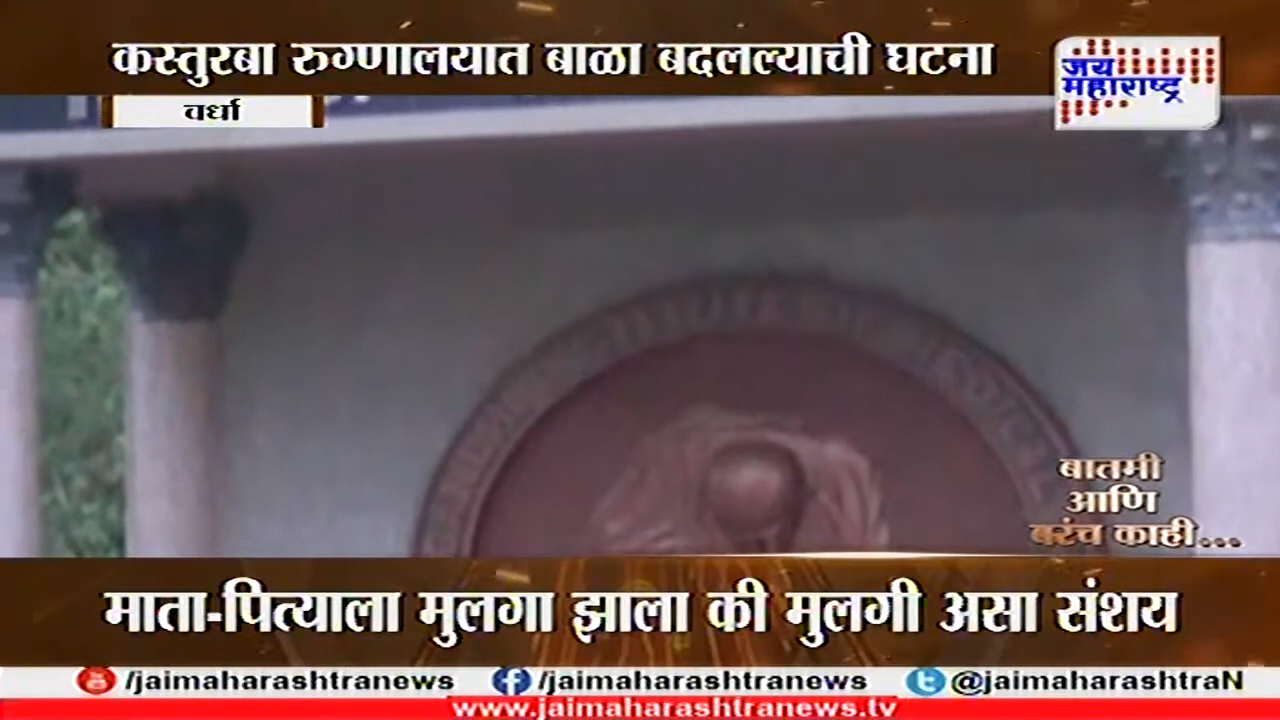 कस्तुरबा रुग्णालयात बाळा बदलल्याची घटना
जय
महाराष्ट्र
वर्धा
बातमी
आणि
बरंच काही...
माता-पित्याला मुलगा झाला की मुलगी असा संशय
/jaimaharashtranews
/jaimaharashtranews
@jaimaharashtraN
www.jaimaharashtranews.tv